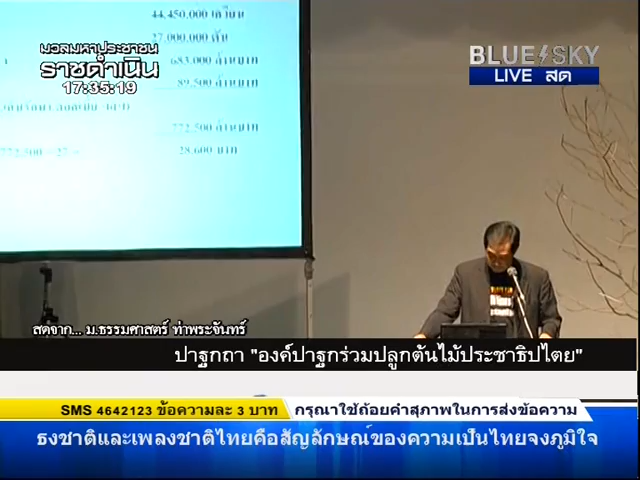 44,450,000 เกวียน
27,000,000 ตัน
683,000 ล้านบาท
89,500 ล้านบาท
772,500 ล้านบาท
28,600 บาท
มวลมหาประชาชน
ราชดำเนิน
17:35:19
BLUE SKY
LIVE สด
สดจาก... ม.ธรรมศาสตร์ ท่าพระจันทร์
ปาฐกถา "องค์ปาฐกร่วมปลูกต้นไม้ประชาธิปไตย"
SMS 4642123 ข้อความละ 3 บาท กรุณาใช้ถ้อยคำสุภาพในการส่งข้อความ
ธงชาติและเพลงชาติไทยคือสัญลักษณ์ของความเป็นไทยจงภูมิใจ